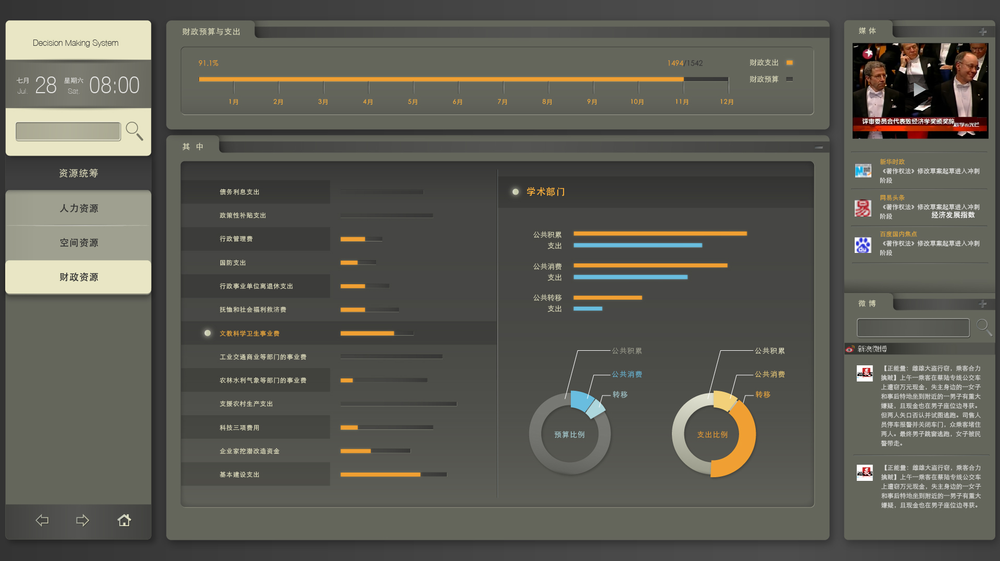 Decision Making System
七月
Jul.
28
星期六
Sat.
08:00
资源统筹
人力资源
空间资源
财政资源
财政预算与支出
91.1%
1494/1542
财政支出
财政预算
1月
2月
3月
4月
5月
6月
7月
8月
9月
10月
11月
12月
其 中
债务利息支出
政策性补贴支出
行政管理费
国防支出
行政事业单位离退休支出
抚恤和社会福利救济费
文教科学卫生事业费
工业交通商业等部门的事业费
农林水利气象等部门的事业费
支援农村生产支出
科技三项费用
企业家挖潜改造资金
基本建设支出
学术部门
公共积累
支出
公共消费
支出
公共转移
支出
公共积累
公共消费
转移
预算比例
公共积累
公共消费
转移
支出比例
媒 体
评审委员会代表致经济学奖颁奖辞
科学的光芒
新华时政
《著作权法》修改草案起草进入冲刺
阶段
网易头条
《著作权法》修改草案起草进入冲刺
阶段
经济发展指数
百度国内焦点
《著作权法》修改草案起草进入冲刺
阶段
微 博
新浪微博
【正能量：雌雄大盗行窃，乘客合力
擒贼】上午一乘客在蔡陆专线公交车
上遭窃万元现金，失主身边的一女子
和事后特地坐到附近的一男子有重大
嫌疑，且现金也在男子座位边寻获。
但两人矢口否认并试图逃跑。司售人
员停车报警并关闭车门，众乘客堵住
两人。最终男子跳窗逃跑，女子被民
警带走。
【正能量：雌雄大盗行窃，乘客合力
擒贼】上午一乘客在蔡陆专线公交车
上遭窃万元现金，失主身边的一女子
和事后特地坐到附近的一男子有重大
嫌疑，且现金也在男子座位边寻获。